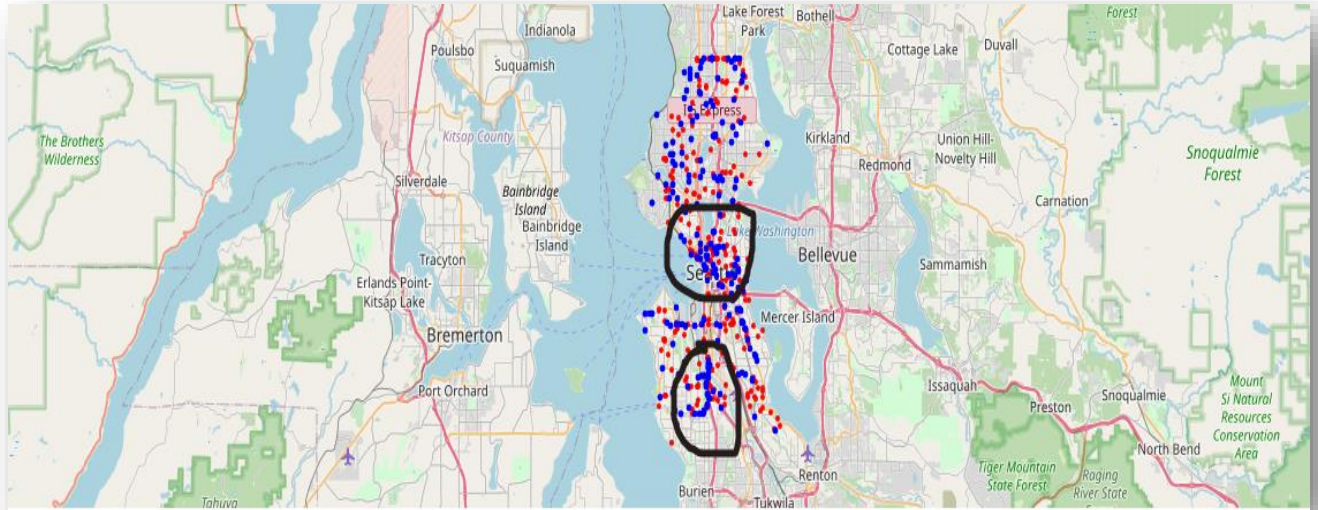 Lake Forest
Park
Bothell
Forest
Indianola
Poulsbo
Cottage Lake
Duvall
Suquamish
Express
The Brothers
Wilderness
Kitsap County
Kirkland
Union Hill-
Novelty Hill
Redmond
Snoqualmie
Forest
Silverdale
Bainbridge
Island
Carnation
Bainbridge
Island
Lake Washington
Bellevue
Tracyton
Sammamish
Erlands Point-
Kitsap Lake
Mercer Island
Bremerton
Port Orchard
Issaquah
Snoqualmie
Preston
Mount
Si Natural
Resources
Conservation
Area
North Bend
Tiger Mountain
State Forest
Raging
River State
Renton
Burien
Tukwila
Tahuya